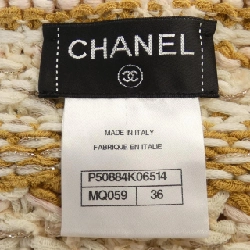 CHANEL
MADE IN ITALY
FABRIQUE EN ITALIE
P50884K06514
MQ059 36